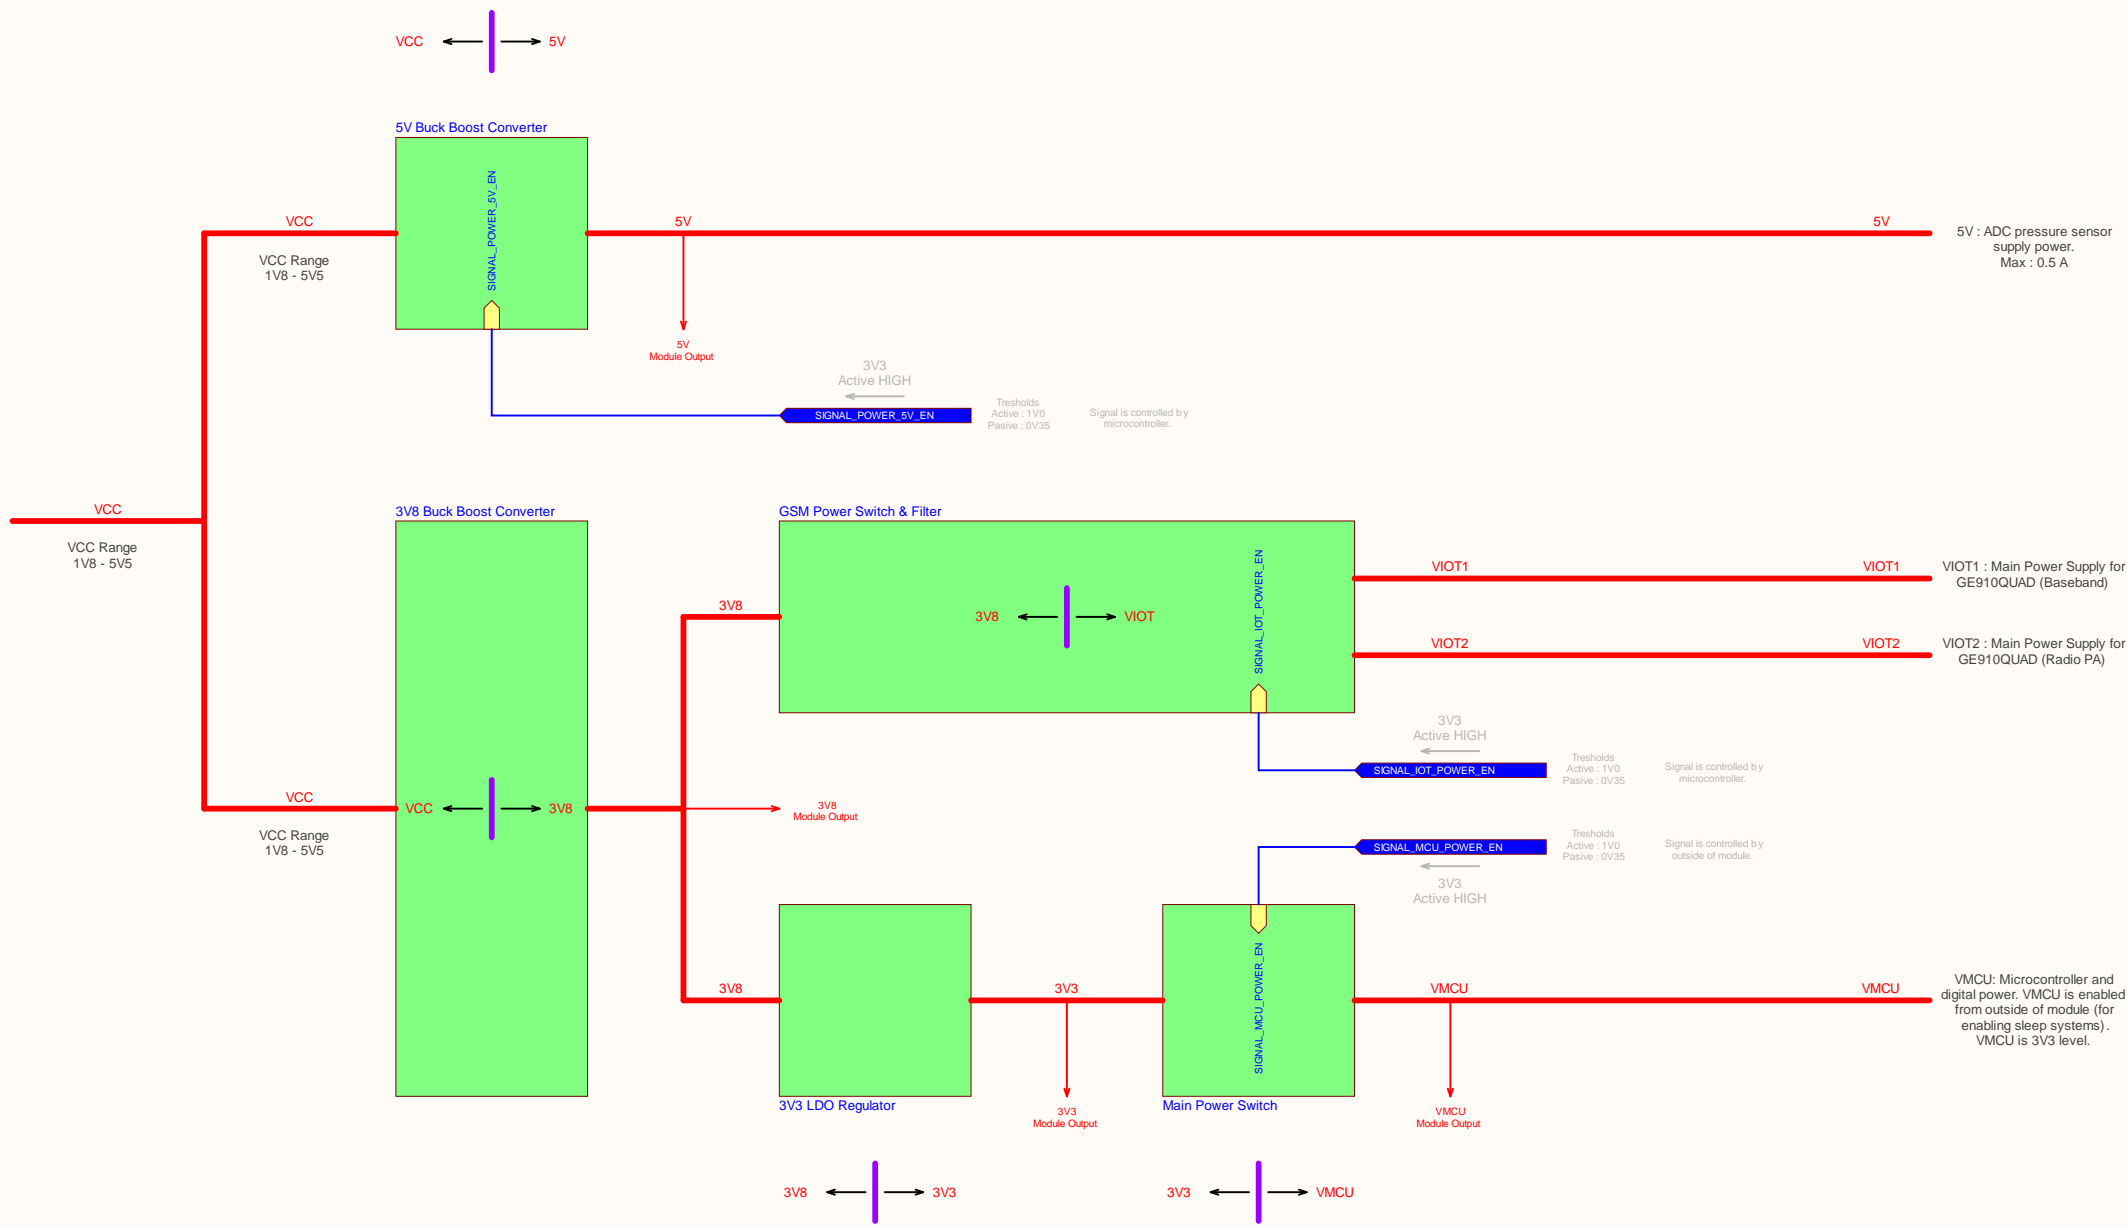 VCC
5V
5V Buck Boost Converter
SIGNAL_POWER_5V_EN
VCC
VCC Range
1V8 - 5V5
5V
5V
5V : ADC pressure sensor
supply power.
Max : 0.5 A
5V
Module Output
3V3
Active HIGH
SIGNAL_POWER_5V_EN
Tresholds
Active : 1V0
Pasive : 0V35
Signal is controlled by
microcontroller.
VCC
VCC Range
1V8 - 5V5
3V8 Buck Boost Converter
GSM Power Switch & Filter
SIGNAL_IOT_POWER_EN
3V8
3V8
VIOT
VIOT1
VIOT1
VIOT1 : Main Power Supply for
GE910QUAD (Baseband)
VIOT2
VIOT2
VIOT2 : Main Power Supply for
GE910QUAD (Radio PA)
3V3
Active HIGH
SIGNAL_IOT_POWER_EN
Tresholds
Active : 1V0
Pasive : 0V35
Signal is controlled by
microcontroller.
VCC
VCC Range
1V8 - 5V5
VCC
3V8
3V8
Module Output
SIGNAL_MCU_POWER_EN
Tresholds
Active : 1V0
Pasive : 0V35
Signal is controlled by
outside of module.
3V3
Active HIGH
3V8
3V3
SIGNAL_MCU_POWER_EN
VMCU
VMCU
VMCU: Microcontroller and
digital power. VMCU is enabled
from outside of module (for
enabling sleep systems).
VMCU is 3V3 level.
3V3 LDO Regulator
3V3
Module Output
Main Power Switch
VMCU
Module Output
3V8
3V3
3V3
VMCU